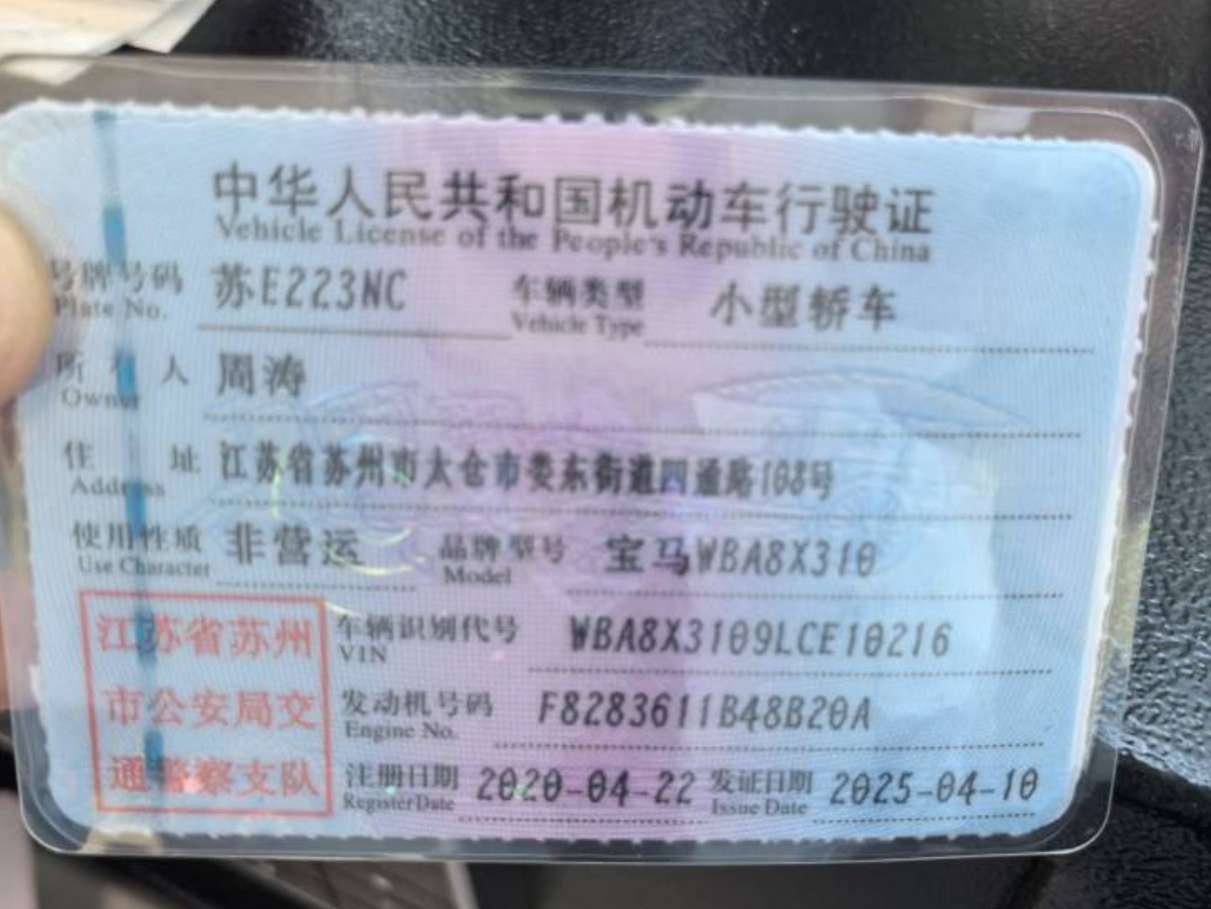 中华人民共和国机动车行驶证
Vehicle License of the People's Republic of China
号牌号码 苏E223NC 车辆类型 小型轿车
Plate No. Vehicle Type
所有人 周涛
Owner
住址 江苏省苏州市太仓市娄东街道四通路108号
Address
使用性质 非营运 品牌型号 宝马WBA8X310
Use Character Model
江苏省苏州 车辆识别代号 WBA8X3109LCE10216
VIN
市公安局交 发动机号码 F8283611B48B20A
Engine No.
通警察支队 注册日期 2020-04-22 发证日期 2025-04-10
Register Date Issue Date